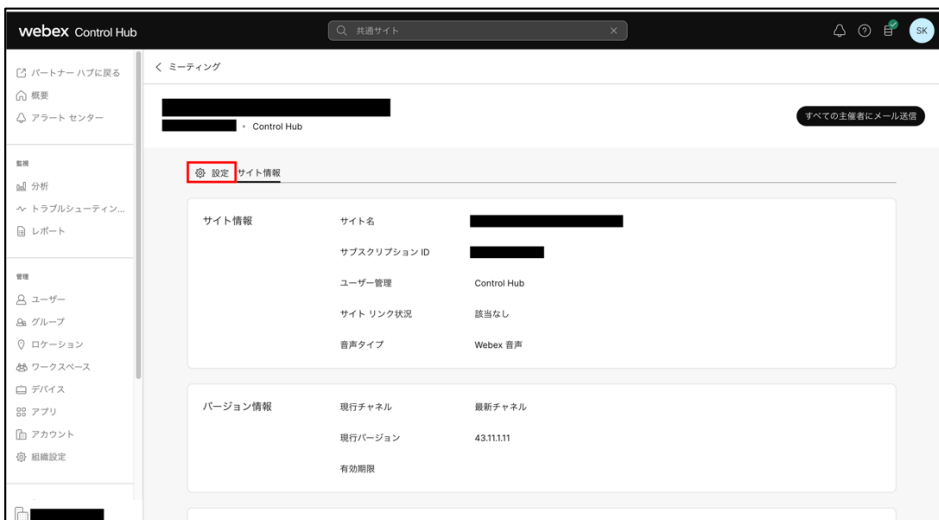 webex Control Hub
共通サイト
SK
パートナー ハブに戻る
概要
アラート センター
監視
分析
トラブルシューティン...
レポート
管理
ユーザー
グループ
ロケーション
ワークスペース
デバイス
アプリ
アカウント
組織設定
ミーティング
Control Hub
すべての主催者にメール送信
設定 サイト情報
サイト情報
サイト名
サブスクリプション ID
ユーザー管理 Control Hub
サイト リンク状況 該当なし
音声タイプ Webex 音声
バージョン情報
現行チャネル 最新チャネル
現行バージョン 43.11.1.11
有効期限